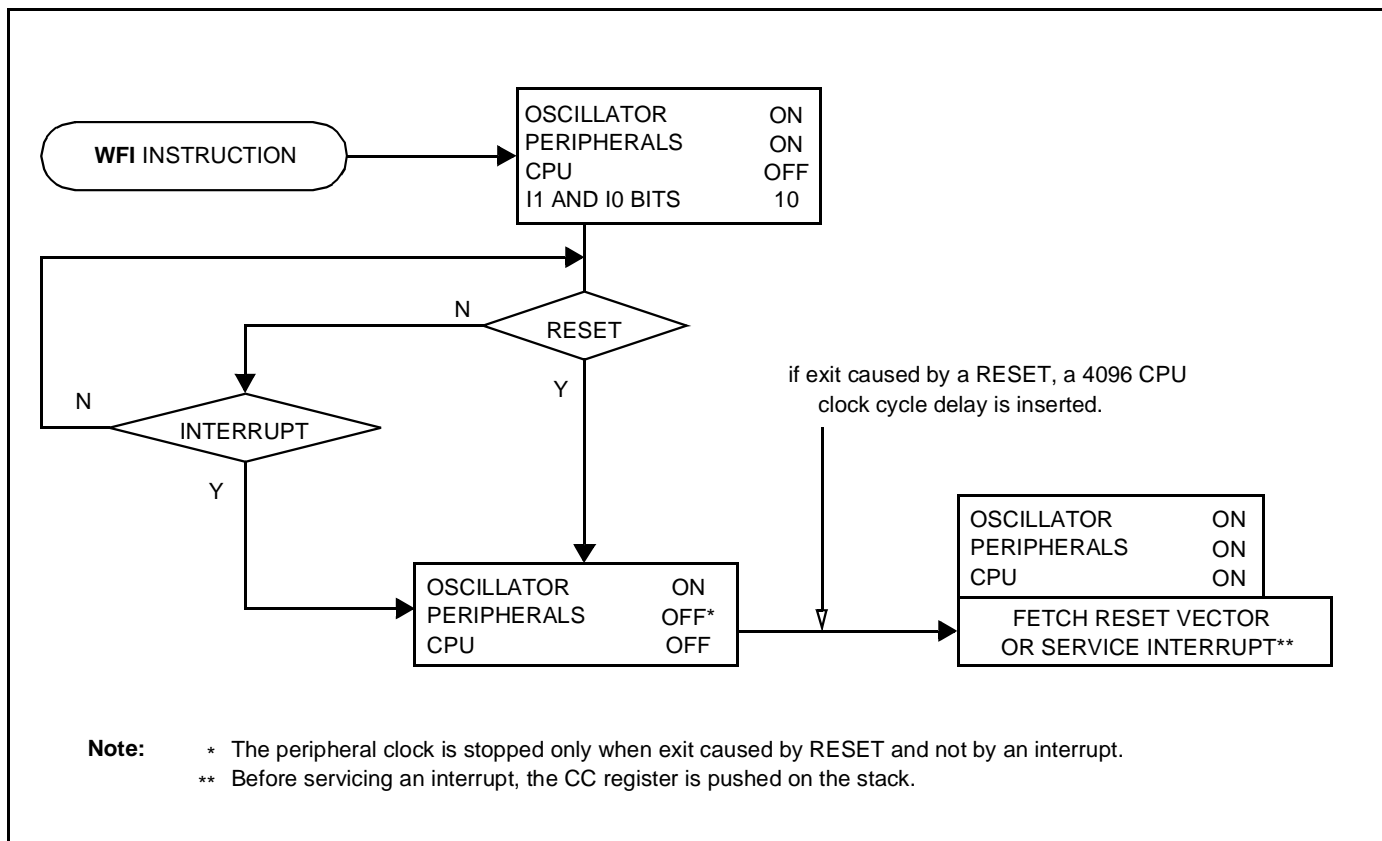 WFI INSTRUCTION
OSCILLATOR ON
PERIPHERALS ON
CPU OFF
I1 AND I0 BITS 10
N
RESET
Y
N
INTERRUPT
Y
if exit caused by a RESET, a 4096 CPU
clock cycle delay is inserted.
OSCILLATOR ON
PERIPHERALS OFF*
CPU OFF
OSCILLATOR ON
PERIPHERALS ON
CPU ON
FETCH RESET VECTOR
OR SERVICE INTERRUPT**
Note: * The peripheral clock is stopped only when exit caused by RESET and not by an interrupt.
** Before servicing an interrupt, the CC register is pushed on the stack.